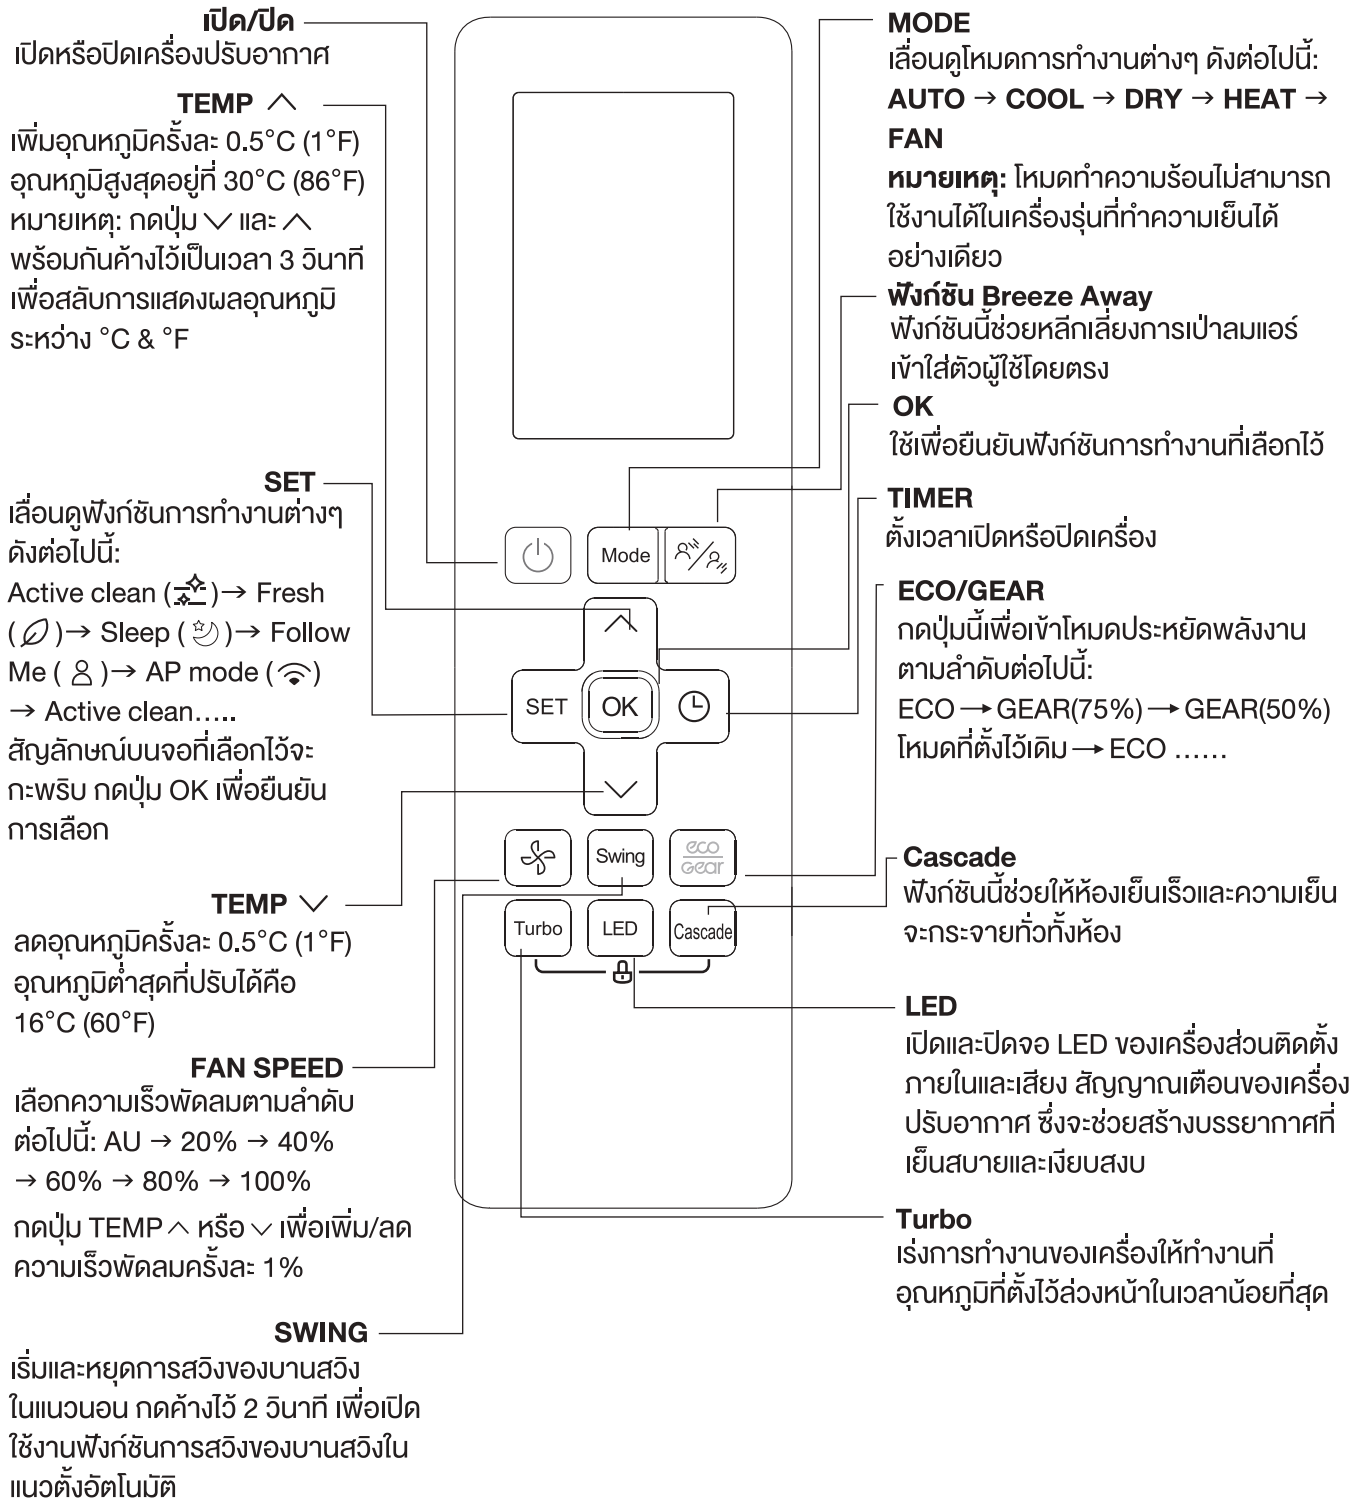 เปิด/ปิด
เปิดหรือปิดเครื่องปรับอากาศ
TEMP ︿
เพิ่มอุณหภูมิครั้งละ 0.5°C (1°F)
อุณหภูมิสูงสุดอยู่ที่ 30°C (86°F)
หมายเหตุ: กดปุ่ม ﹀ และ ︿
พร้อมกันค้างไว้เป็นเวลา 3 วินาที
เพื่อสลับการแสดงผลอุณหภูมิ
ระหว่าง °C & °F
SET
เลื่อนดูฟังก์ชันการทำงานต่างๆ
ดังต่อไปนี้:
Active clean ( )→ Fresh
( )→ Sleep ( )→ Follow
Me ( )→ AP mode ( )
→ Active clean.....
สัญลักษณ์บนจอที่เลือกไว้จะ
กะพริบ กดปุ่ม OK เพื่อยืนยัน
การเลือก
TEMP ﹀
ลดอุณหภูมิครั้งละ 0.5°C (1°F)
อุณหภูมิต่ำสุดที่ปรับได้คือ
16°C (60°F)
FAN SPEED
เลือกความเร็วพัดลมตามลำดับ
ต่อไปนี้: AU → 20% → 40%
→ 60% → 80% → 100%
กดปุ่ม TEMP ︿ หรือ ﹀ เพื่อเพิ่ม/ลด
ความเร็วพัดลมครั้งละ 1%
SWING
เริ่มและหยุดการสวิงของบานสวิง
ในแนวนอน กดค้างไว้ 2 วินาที เพื่อเปิด
ใช้งานฟังก์ชันการสวิงของบานสวิงใน
แนวตั้งอัตโนมัติ
Mode
SET
OK
Swing
eco
Gear
Turbo
LED
Cascade
MODE
เลื่อนดูโหมดการทำงานต่างๆ ดังต่อไปนี้:
AUTO → COOL → DRY → HEAT →
FAN
หมายเหตุ: โหมดทำความร้อนไม่สามารถ
ใช้งานได้ในเครื่องรุ่นที่ทำความเย็นได้
อย่างเดียว
ฟังก์ชัน Breeze Away
ฟังก์ชันนี้ช่วยหลีกเลี่ยงการเป่าลมแอร์
เข้าใส่ตัวผู้ใช้โดยตรง
OK
ใช้เพื่อยืนยันฟังก์ชันการทำงานที่เลือกไว้
TIMER
ตั้งเวลาเปิดหรือปิดเครื่อง
ECO/GEAR
กดปุ่มนี้เพื่อเข้าโหมดประหยัดพลังงาน
ตามลำดับต่อไปนี้:
ECO → GEAR(75%) → GEAR(50%)
โหมดที่ตั้งไว้เดิม → ECO ......
Cascade
ฟังก์ชันนี้ช่วยให้ห้องเย็นเร็วและความเย็น
จะกระจายทั่วทั้งห้อง
LED
เปิดและปิดจอ LED ของเครื่องส่วนติดตั้ง
ภายในและเสียง สัญญาณเตือนของเครื่อง
ปรับอากาศ ซึ่งจะช่วยสร้างบรรยากาศที่
เย็นสบายและเงียบสงบ
Turbo
เร่งการทำงานของเครื่องให้ทำงานที่
อุณหภูมิที่ตั้งไว้ล่วงหน้าในเวลาน้อยที่สุด